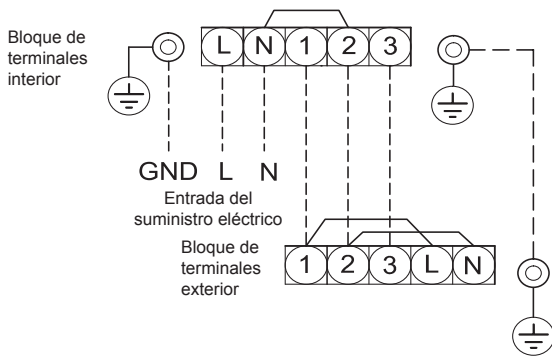 Bloque de
terminales
interior
L N 1 2 3
GND L N
Entrada del
suministro eléctrico
Bloque de
terminales
exterior
1 2 3 L N